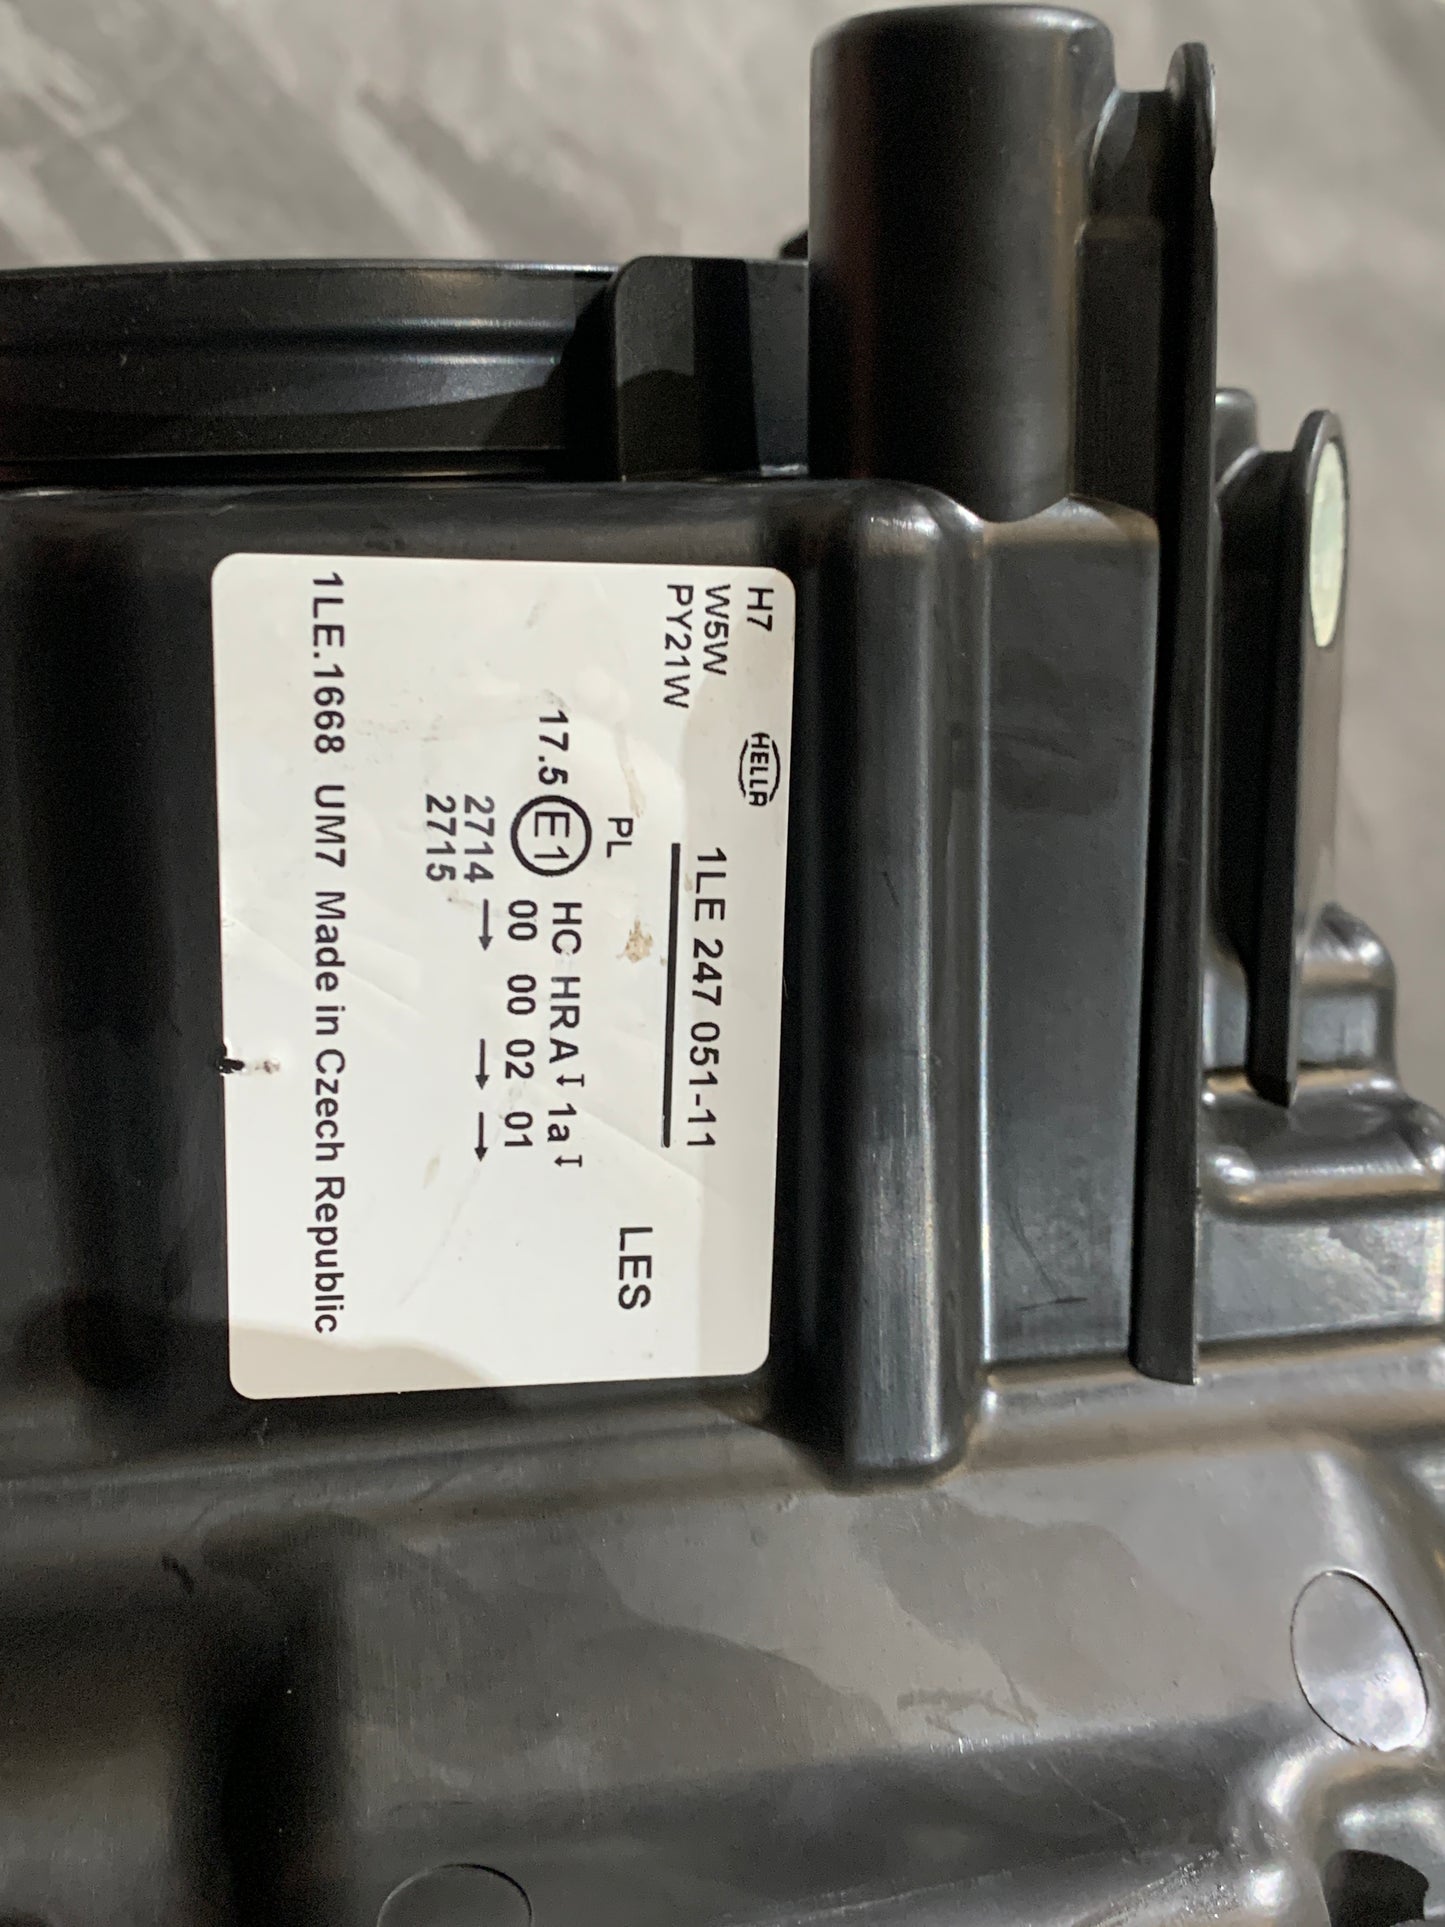 H7
W5W
PY21W
HELLA
1LE 247 051-11
PL
LES
17.5 E1 HC HR A ↦ 1a ↦
00 00 02 01
2714 → → →
2715
1LE.1668 UM7 Made in Czech Republic